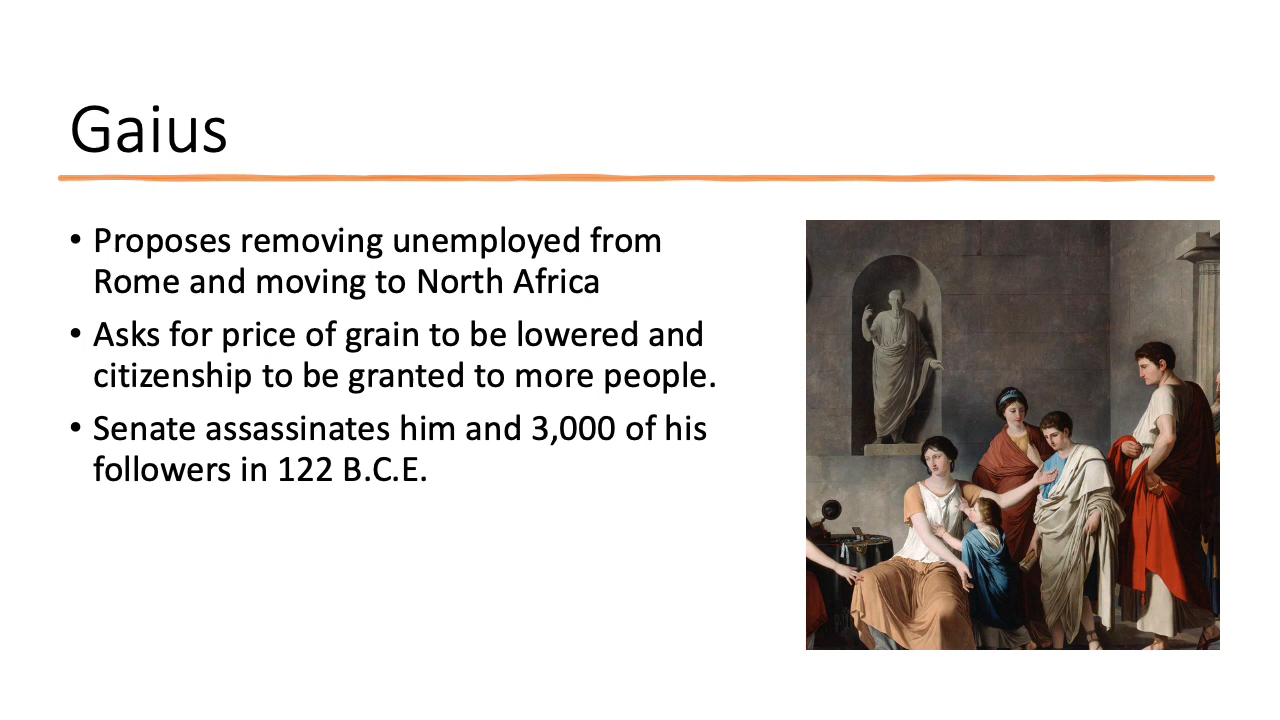 Gaius
• Proposes removing unemployed from
Rome and moving to North Africa
• Asks for price of grain to be lowered and
citizenship to be granted to more people.
• Senate assassinates him and 3,000 of his
followers in 122 B.C.E.